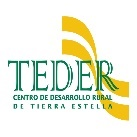 TEDER
CENTRO DE DESARROLLO RURAL
DE TIERRA ESTELLA